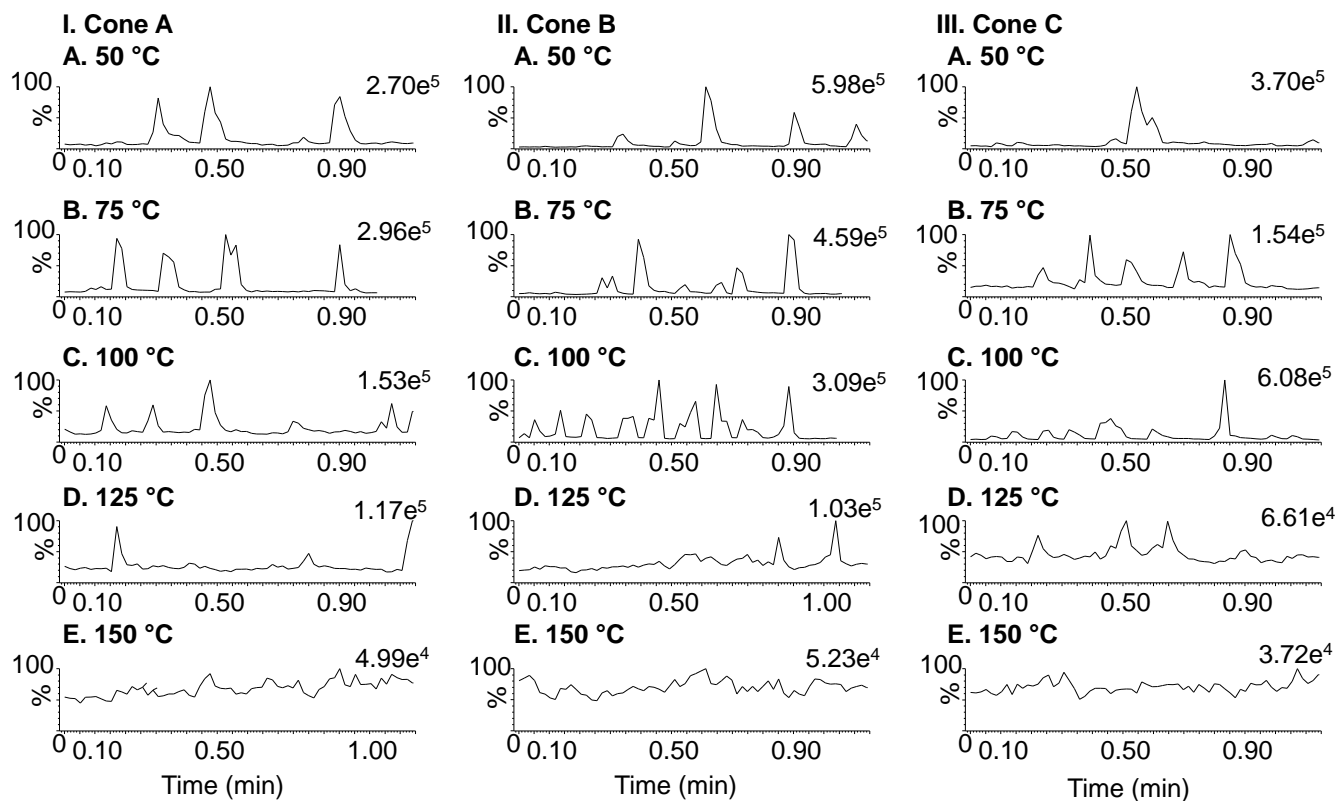 I. Cone A
A. 50 °C
100
2.70e⁵
%
0 0.10 0.50 0.90
B. 75 °C
100
2.96e⁵
%
0 0.10 0.50 0.90
C. 100 °C
100
1.53e⁵
%
0 0.10 0.50 0.90
D. 125 °C
100
1.17e⁵
%
0 0.10 0.50 0.90
E. 150 °C
100
4.99e⁴
%
0 0.10 0.50 1.00
Time (min)
II. Cone B
A. 50 °C
100
5.98e⁵
%
0 0.10 0.50 0.90
B. 75 °C
100
4.59e⁵
%
0 0.10 0.50 0.90
C. 100 °C
100
3.09e⁵
%
0 0.10 0.50 0.90
D. 125 °C
100
1.03e⁵
%
0 0.10 0.50 1.00
E. 150 °C
100
5.23e⁴
%
0 0.10 0.50 0.90
Time (min)
III. Cone C
A. 50 °C
100
3.70e⁵
%
0 0.10 0.50 0.90
B. 75 °C
100
1.54e⁵
%
0 0.10 0.50 0.90
C. 100 °C
100
6.08e⁵
%
0 0.10 0.50 0.90
D. 125 °C
100
6.61e⁴
%
0 0.10 0.50 0.90
E. 150 °C
100
3.72e⁴
%
0 0.10 0.50 0.90
Time (min)